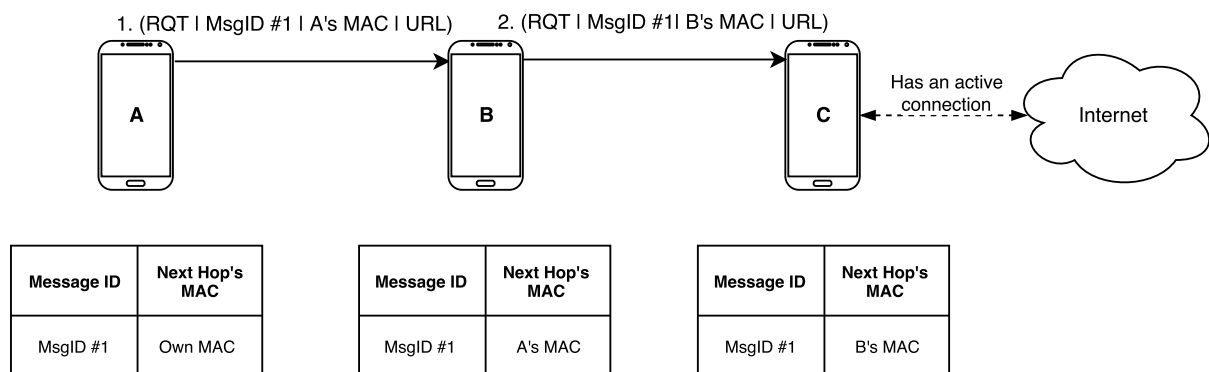 1. (RQT | MsgID #1 | A's MAC | URL)
2. (RQT | MsgID #1| B's MAC | URL)
A
B
C
Has an active
connection
Internet
Message ID
Next Hop's
MAC
MsgID #1
Own MAC
Message ID
Next Hop's
MAC
MsgID #1
A's MAC
Message ID
Next Hop's
MAC
MsgID #1
B's MAC